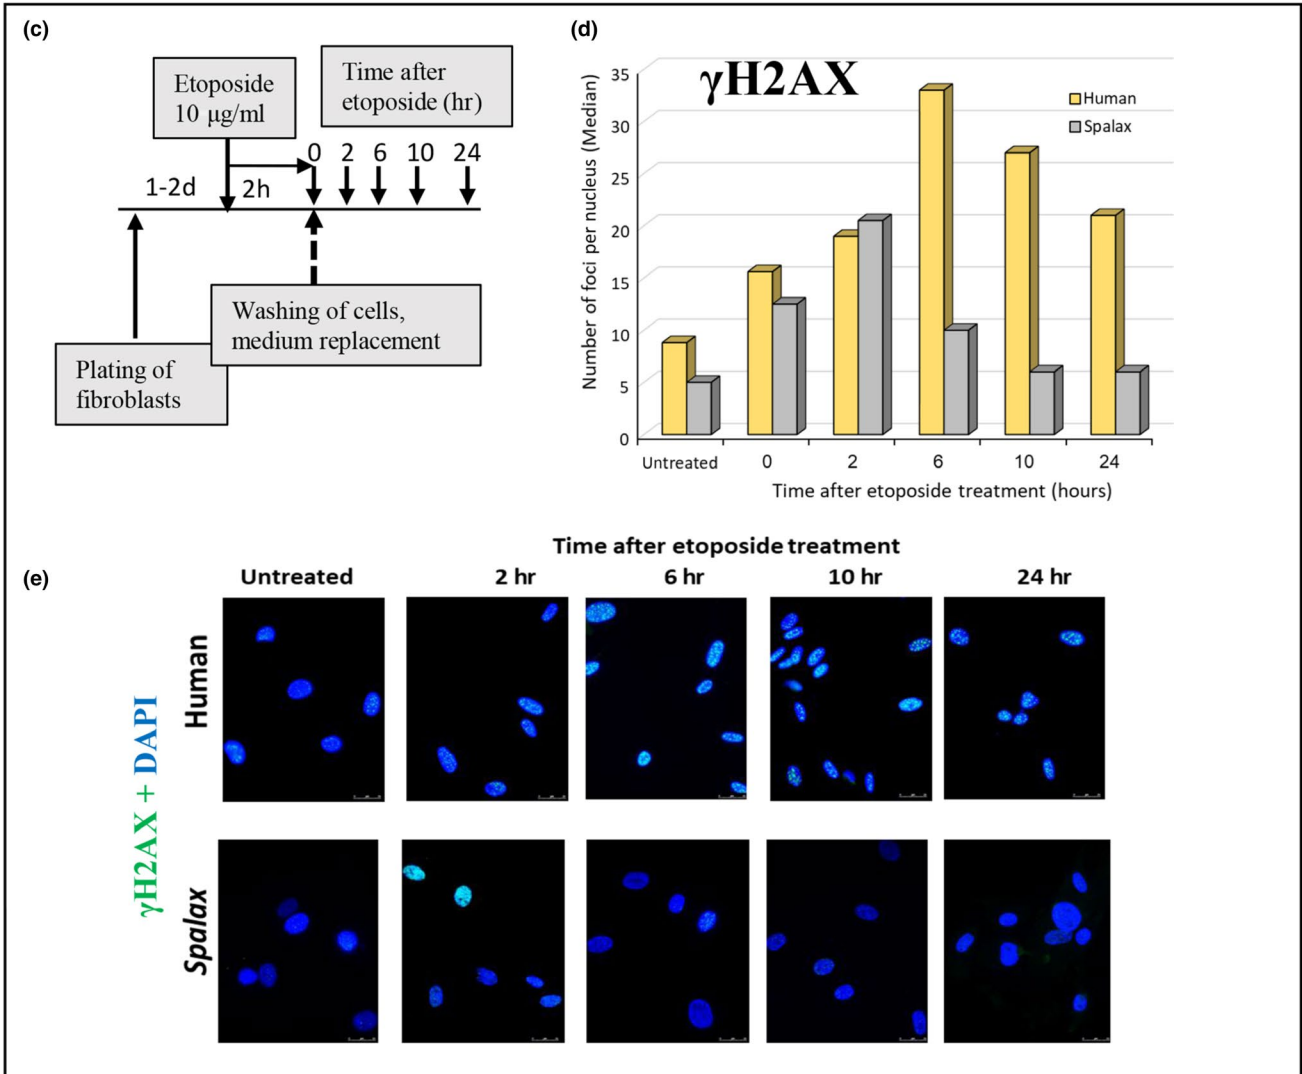 (c)
Etoposide
10 μg/ml
Time after
etoposide (hr)
0 2 6 10 24
1-2d
2h
Washing of cells,
medium replacement
Plating of
fibroblasts
(d)
γH2AX
Human
Spalax
Number of foci per nucleus (Median)
35
30
25
20
15
10
5
0
Untreated 0 2 6 10 24
Time after etoposide treatment (hours)
(e)
Time after etoposide treatment
Untreated 2 hr 6 hr 10 hr 24 hr
γH2AX + DAPI
Human
Spalax